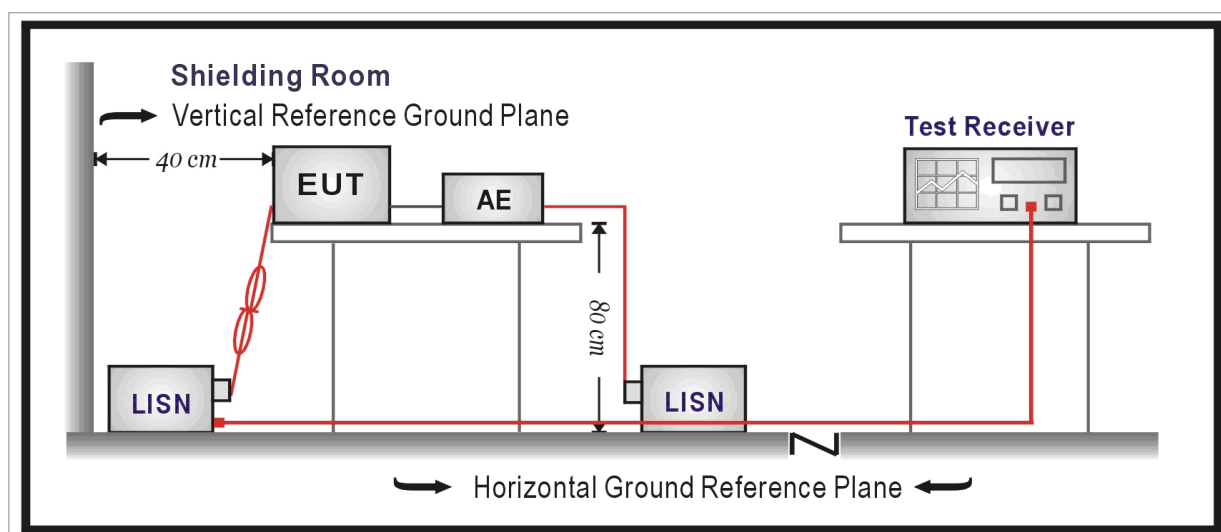 Shielding Room
Vertical Reference Ground Plane
40 cm
EUT
AE
Test Receiver
80 cm
LISN
LISN
Horizontal Ground Reference Plane